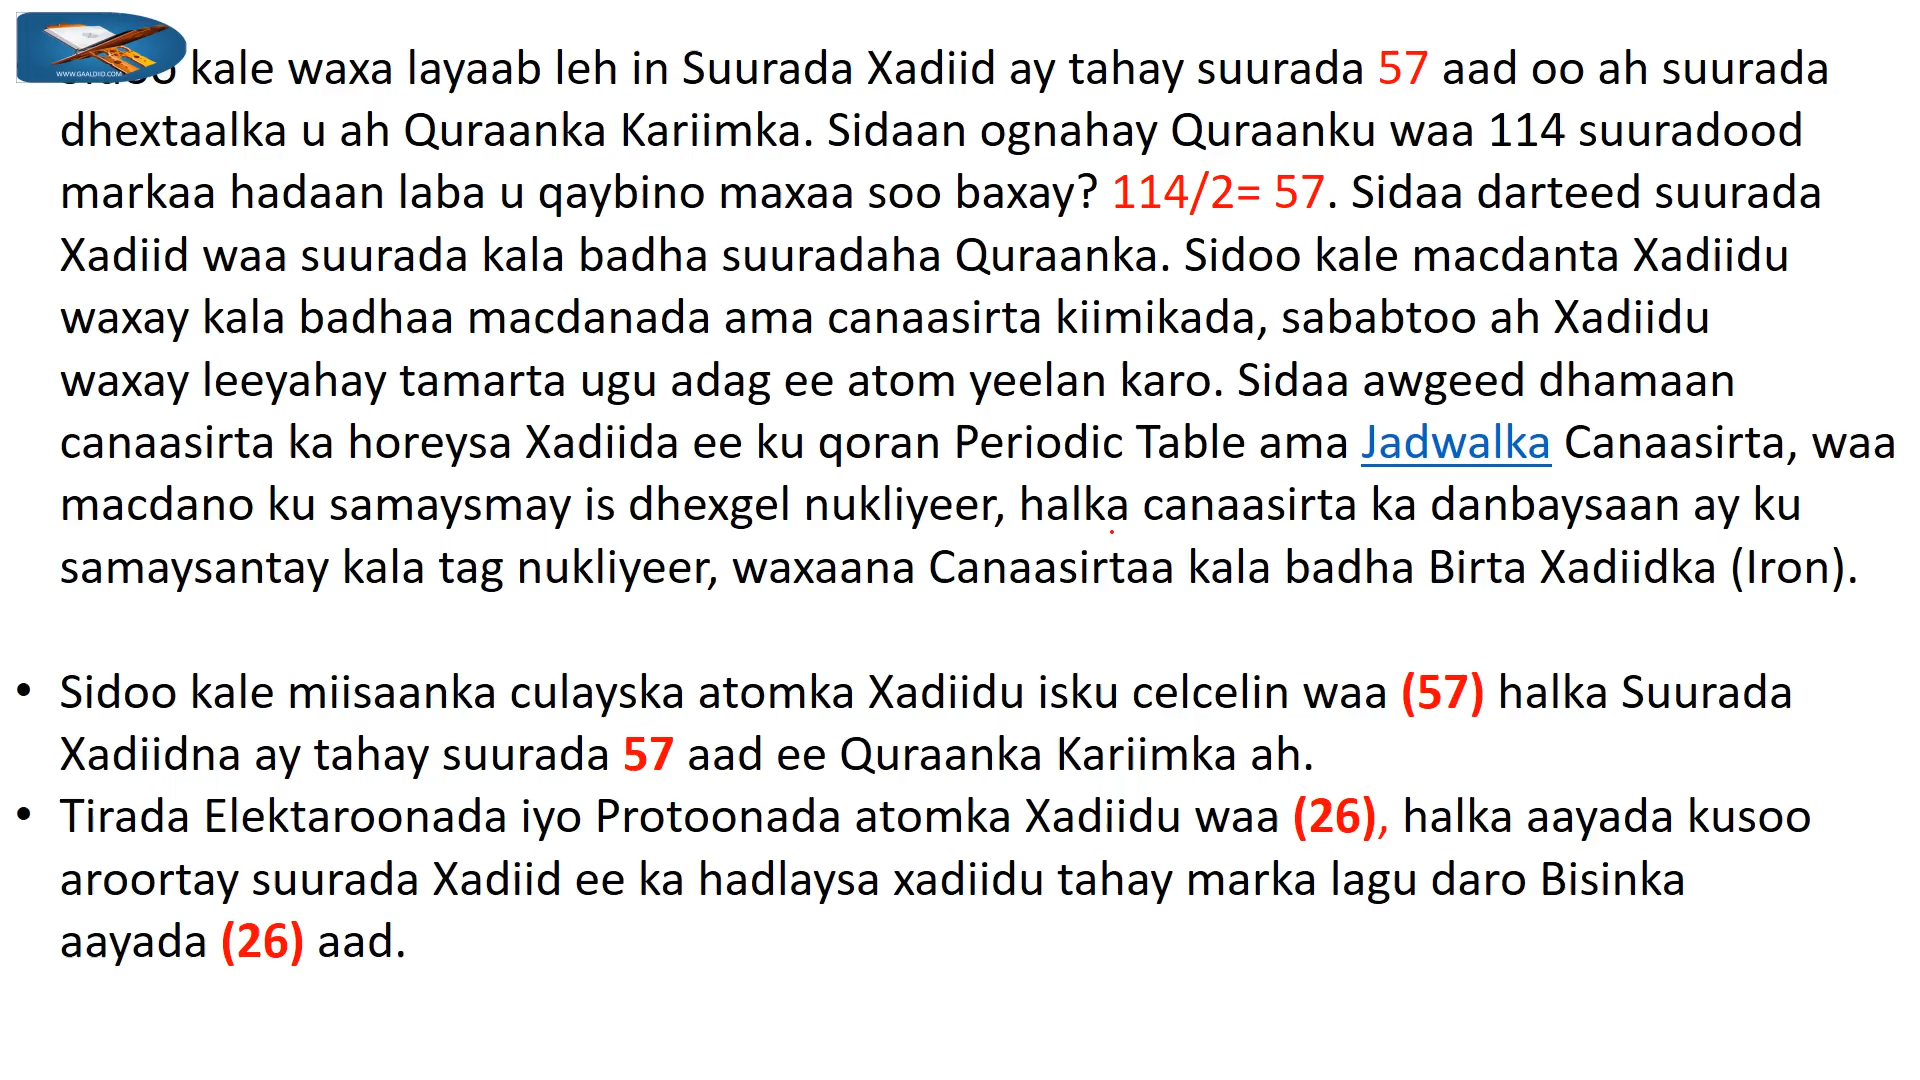 WWW.GAALDIID.COM
kale waxa layaab leh in Suurada Xadiid ay tahay suurada 57 aad oo ah suurada
dhextaalka u ah Quraanka Kariimka. Sidaan ognahay Quraanku waa 114 suuradood
markaa hadaan laba u qaybino maxaa soo baxay? 114/2= 57. Sidaa darteed suurada
Xadiid waa suurada kala badha suuradaha Quraanka. Sidoo kale macdanta Xadiidu
waxay kala badhaa macdanada ama canaasirta kiimikada, sababtoo ah Xadiidu
waxay leeyahay tamarta ugu adag ee atom yeelan karo. Sidaa awgeed dhamaan
canaasirta ka horeysa Xadiida ee ku qoran Periodic Table ama Jadwalka Canaasirta, waa
macdano ku samaysmay is dhexgel nukliyeer, halka canaasirta ka danbaysaan ay ku
samaysantay kala tag nukliyeer, waxaana Canaasirtaa kala badha Birta Xadiidka (Iron).
• Sidoo kale miisaanka culayska atomka Xadiidu isku celcelin waa (57) halka Suurada
Xadiidna ay tahay suurada 57 aad ee Quraanka Kariimka ah.
• Tirada Elektaroonada iyo Protoonada atomka Xadiidu waa (26), halka aayada kusoo
aroortay suurada Xadiid ee ka hadlaysa xadiidu tahay marka lagu daro Bisinka
aayada (26) aad.